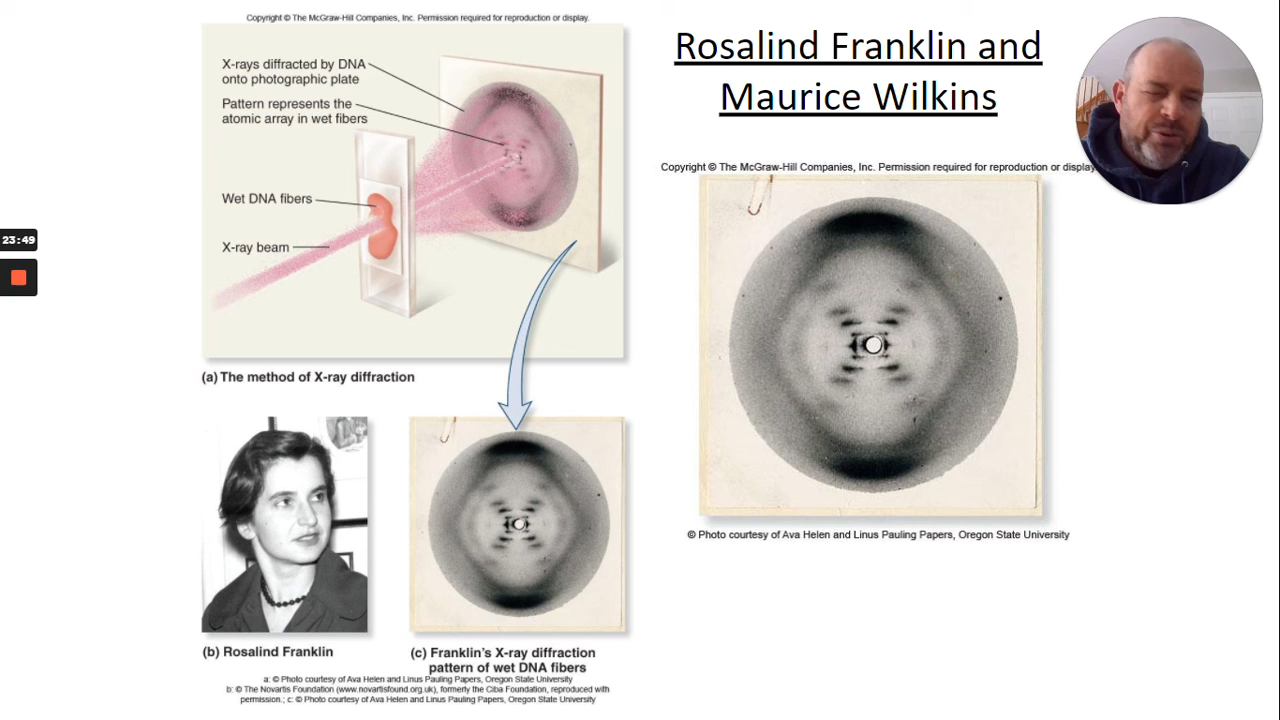 Copyright © The McGraw-Hill Companies, Inc. Permission required for reproduction or display.
X-rays diffracted by DNA
onto photographic plate
Pattern represents the
atomic array in wet fibers
Wet DNA fibers
X-ray beam
(a) The method of X-ray diffraction
(b) Rosalind Franklin
(c) Franklin's X-ray diffraction
pattern of wet DNA fibers
a: © Photo courtesy of Ava Helen and Linus Pauling Papers, Oregon State University
b: © The Novartis Foundation (www.novartisfound.org.uk), formerly the Ciba Foundation, reproduced with
permission.; c: © Photo courtesy of Ava Helen and Linus Pauling Papers, Oregon State University
Rosalind Franklin and
Maurice Wilkins
Copyright © The McGraw-Hill Companies, Inc. Permission required for reproduction or display.
© Photo courtesy of Ava Helen and Linus Pauling Papers, Oregon State University
23:49